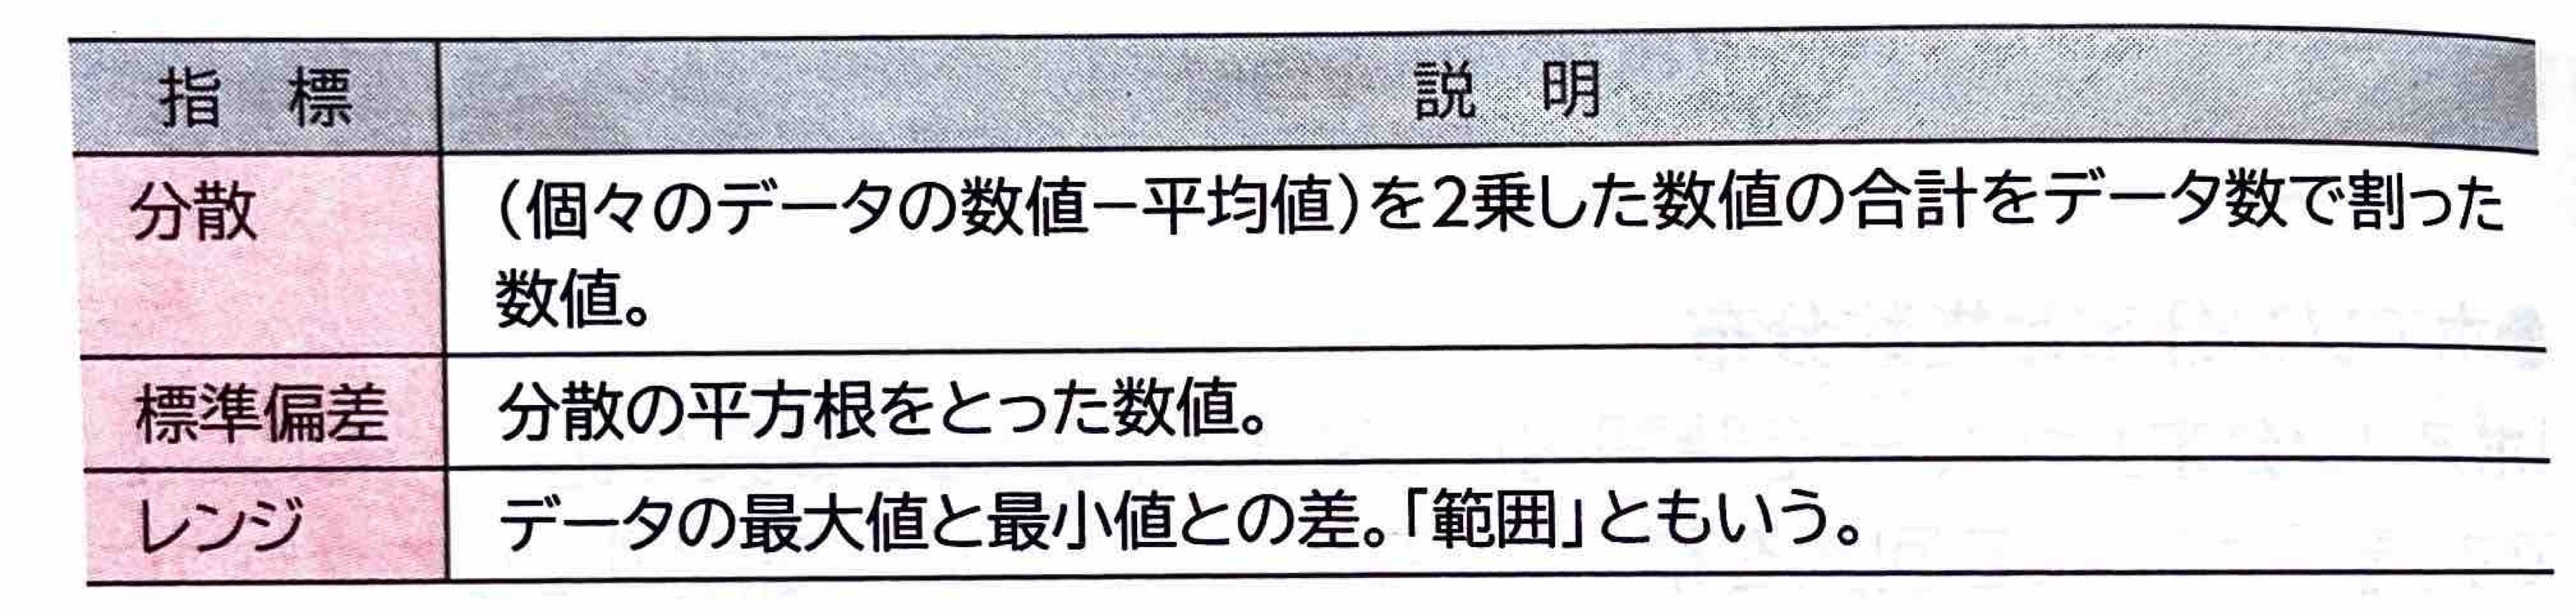 指 標 説 明
分散 (個々のデータの数値－平均値)を2乗した数値の合計をデータ数で割った
数値。
標準偏差 分散の平方根をとった数値。
レンジ データの最大値と最小値との差。「範囲」ともいう。